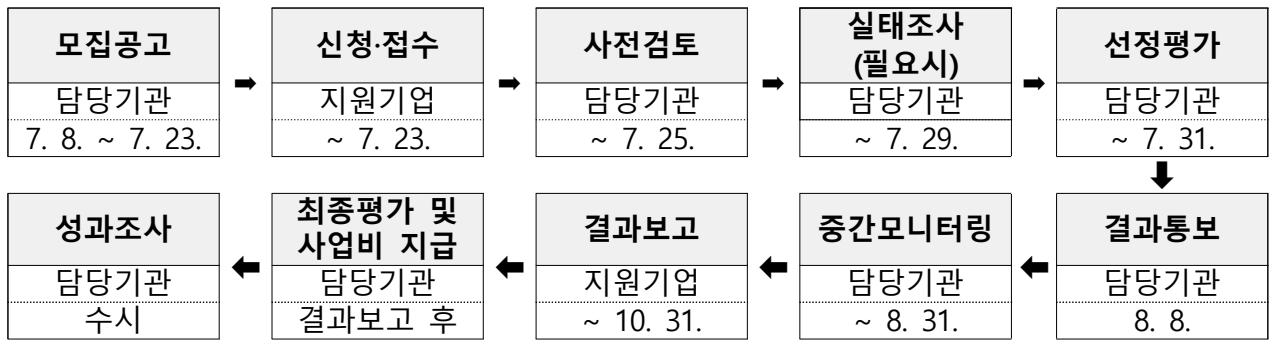 모집공고
담당기관
7. 8. ~ 7. 23.
신청·접수
지원기업
~ 7. 23.
사전검토
담당기관
~ 7. 25.
실태조사
(필요시)
담당기관
~ 7. 29.
선정평가
담당기관
~ 7. 31.
결과통보
담당기관
8. 8.
중간모니터링
담당기관
~ 8. 31.
결과보고
지원기업
~ 10. 31.
최종평가 및
사업비 지급
담당기관
결과보고 후
성과조사
담당기관
수시